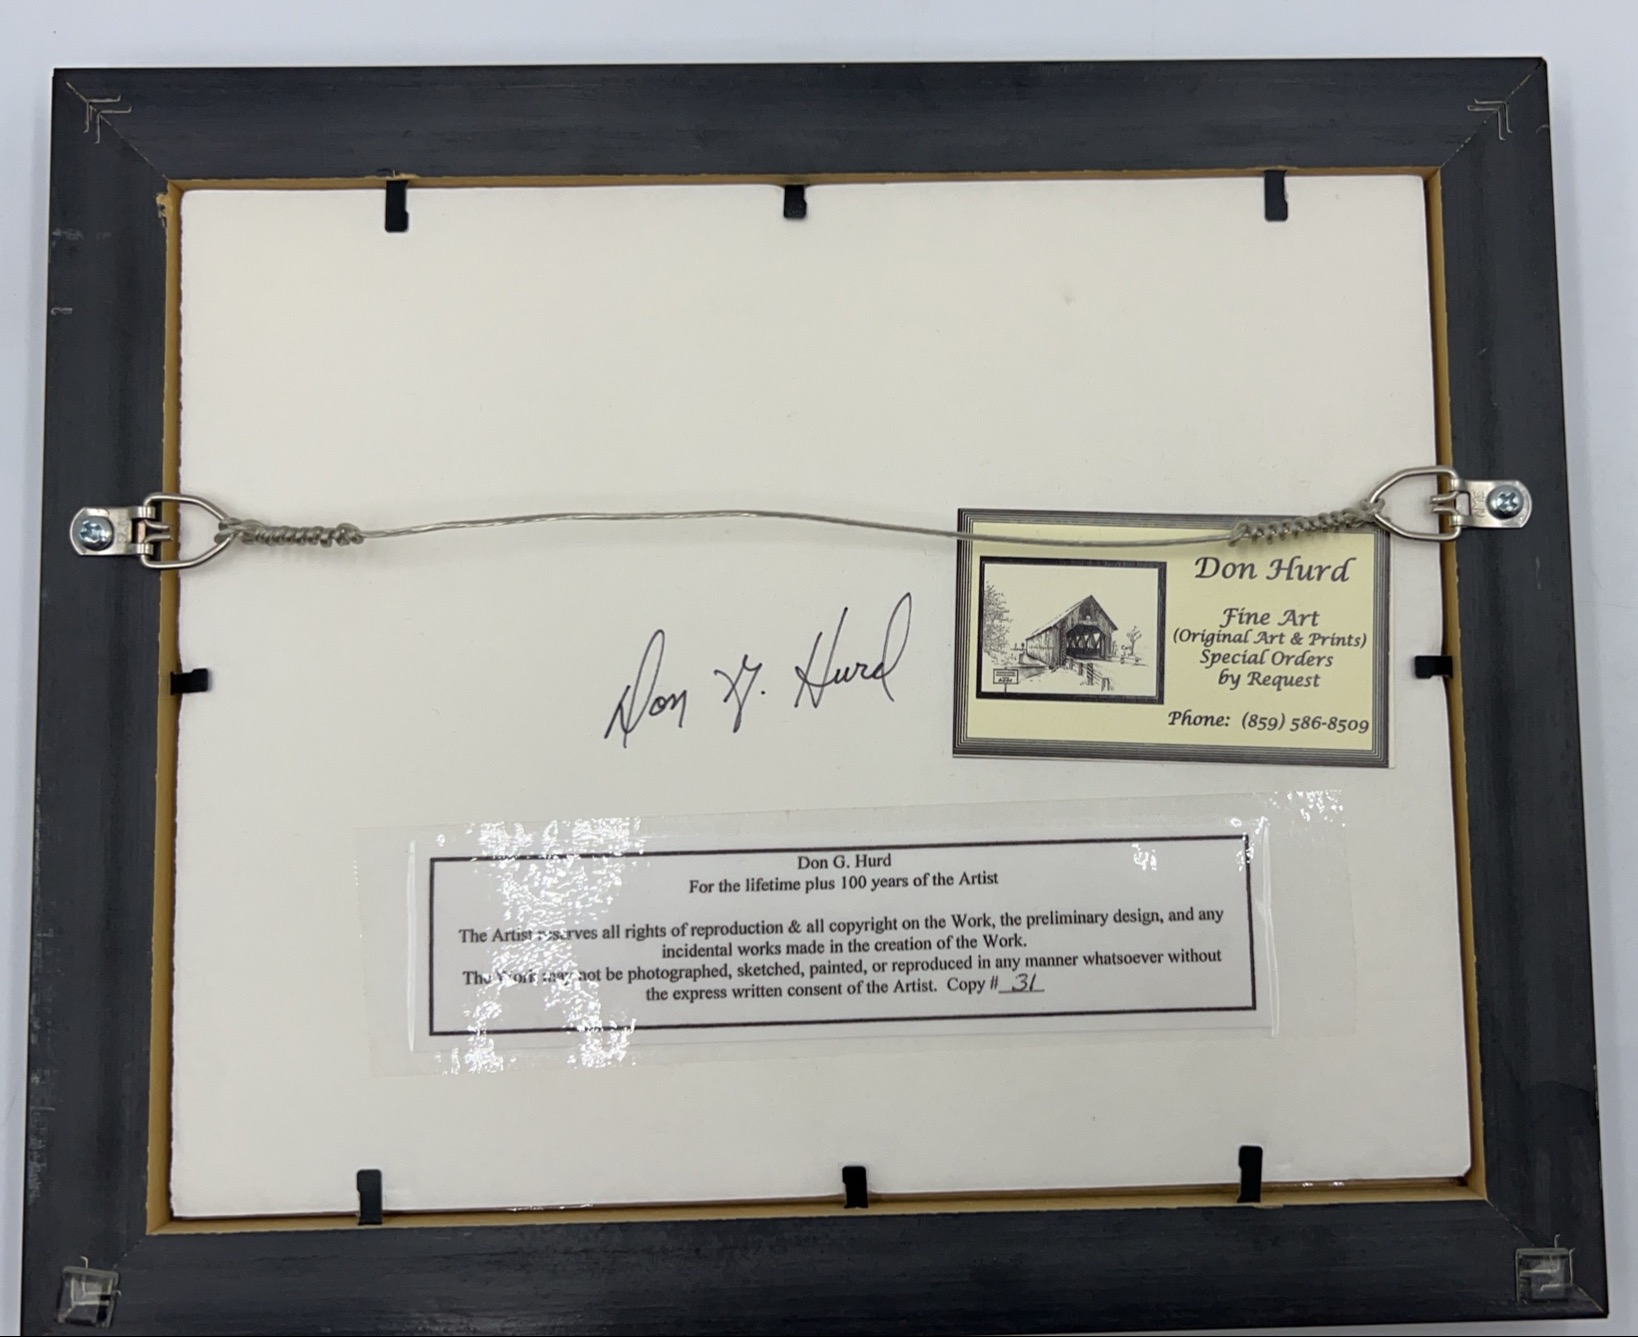 Don Hurd
Fine Art
(Original Art & Prints)
Special Orders
by Request
Phone: (859) 586-8509
Don G. Hurd
Don G. Hurd
For the lifetime plus 100 years of the Artist
The Artist reserves all rights of reproduction & all copyright on the Work, the preliminary design, and any
incidental works made in the creation of the Work.
The Work may not be photographed, sketched, painted, or reproduced in any manner whatsoever without
the express written consent of the Artist. Copy # 31